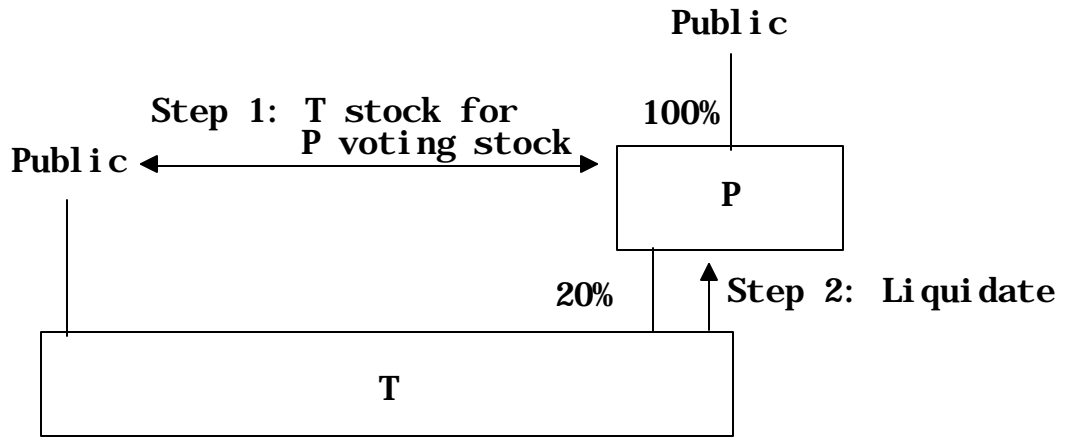 Public
Step 1: T stock for
P voting stock
100%
Public
P
20%
Step 2: Liquidate
T